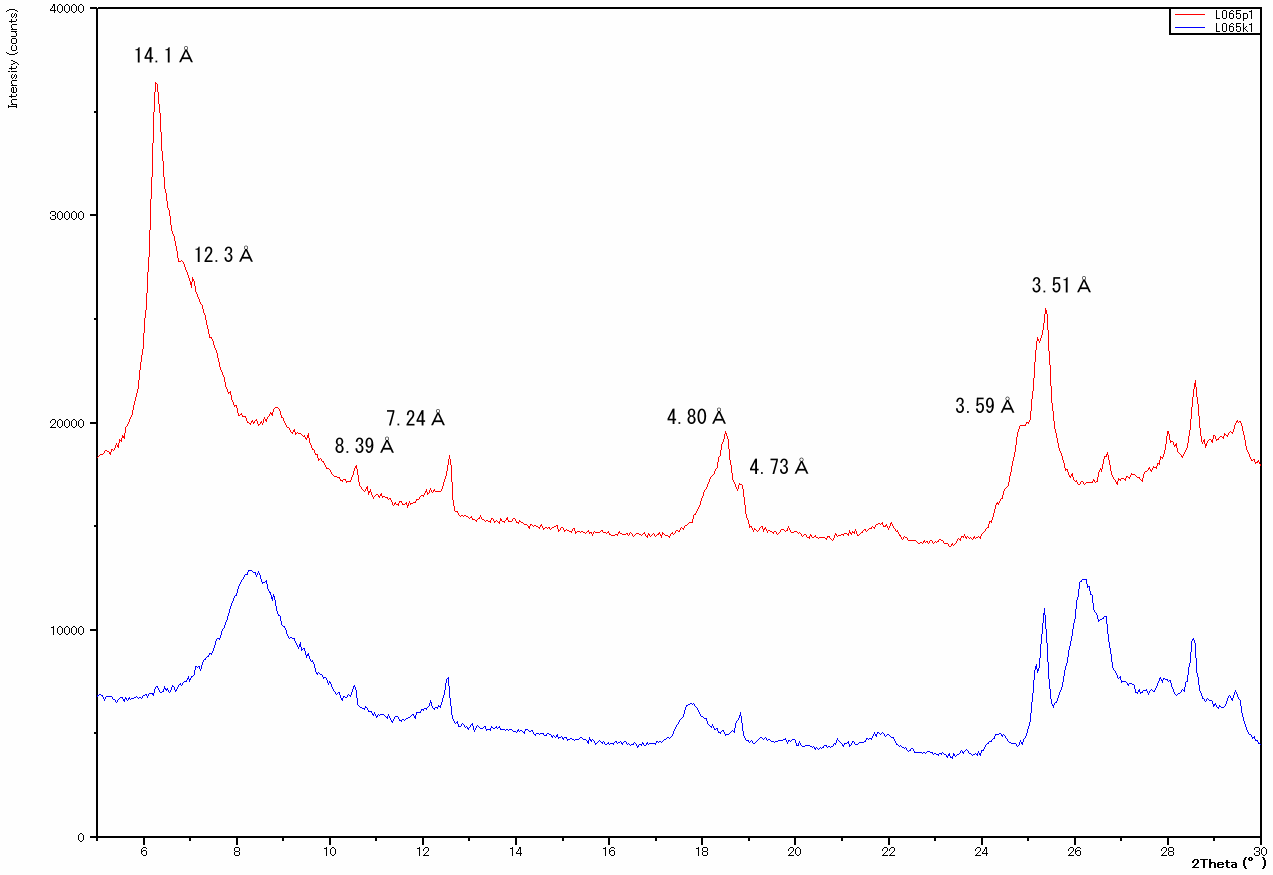 40000
Intensity (counts)
L065p1
L065k1
14.1 Å
30000
12.3 Å
3.51 Å
20000
7.24 Å
8.39 Å
4.80 Å
4.73 Å
3.59 Å
10000
0
6 8 10 12 14 16 18 20 22 24 26 28 30
2Theta (°)